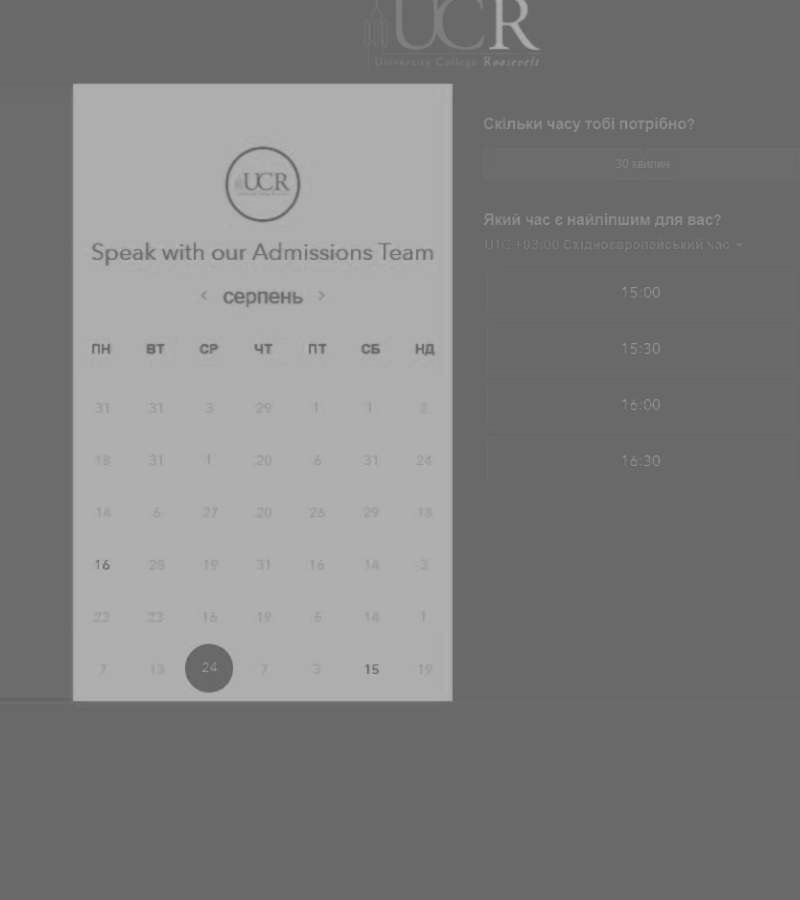 UCR
University College Roosevelt
UCR
Speak with our Admissions Team
серпень
ПН ВТ СР ЧТ ПТ СБ НД
31 31 3 29 1 1 2
18 31 1 20 6 31 24
14 6 27 20 26 29 18
16 28 19 31 16 14 3
23 23 16 19 6 14 1
7 13 24 7 3 15 19
Скільки часу тобі потрібно?
30 хвилин
Який час є найліпшим для вас?
UTC +03:00 Східноєвропейський час
15:00
15:30
16:00
16:30